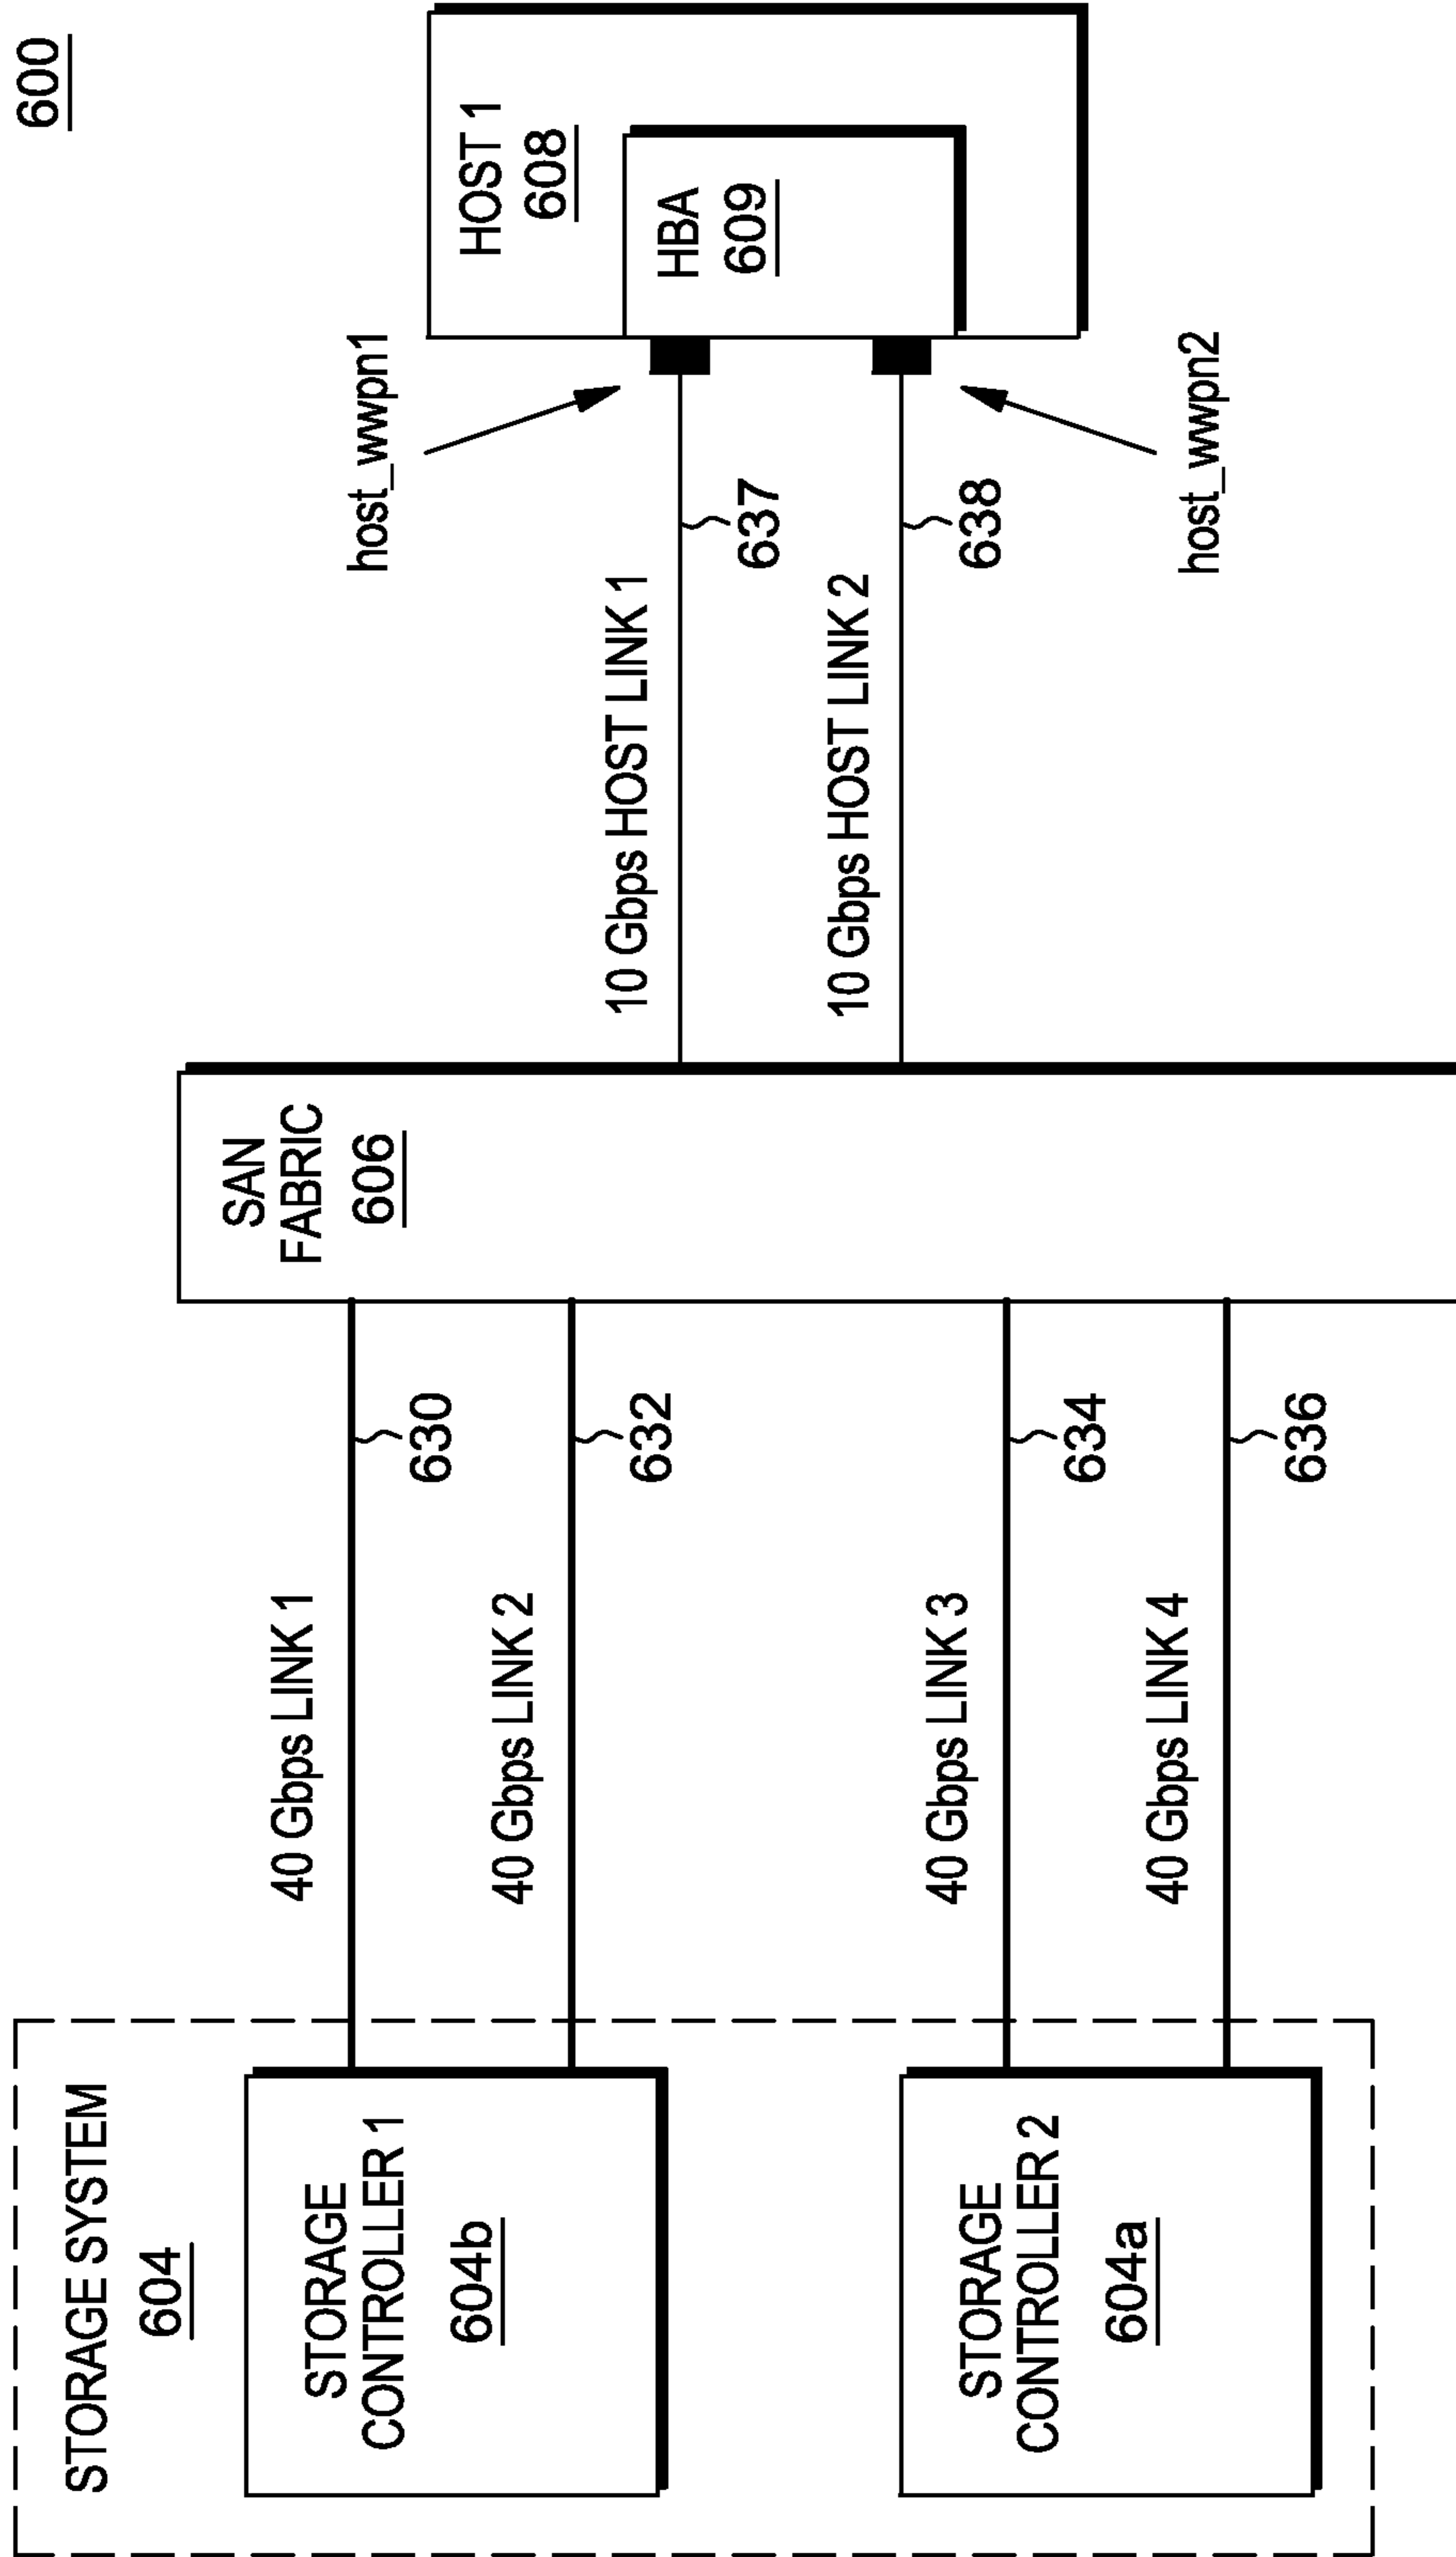 600
STORAGE SYSTEM
604
STORAGE
CONTROLLER 1
604b
STORAGE
CONTROLLER 2
604a
40 Gbps LINK 1
630
40 Gbps LINK 2
632
40 Gbps LINK 3
634
40 Gbps LINK 4
636
SAN
FABRIC
606
10 Gbps HOST LINK 1
637
10 Gbps HOST LINK 2
638
host_wwpn1
host_wwpn2
HOST 1
608
HBA
609